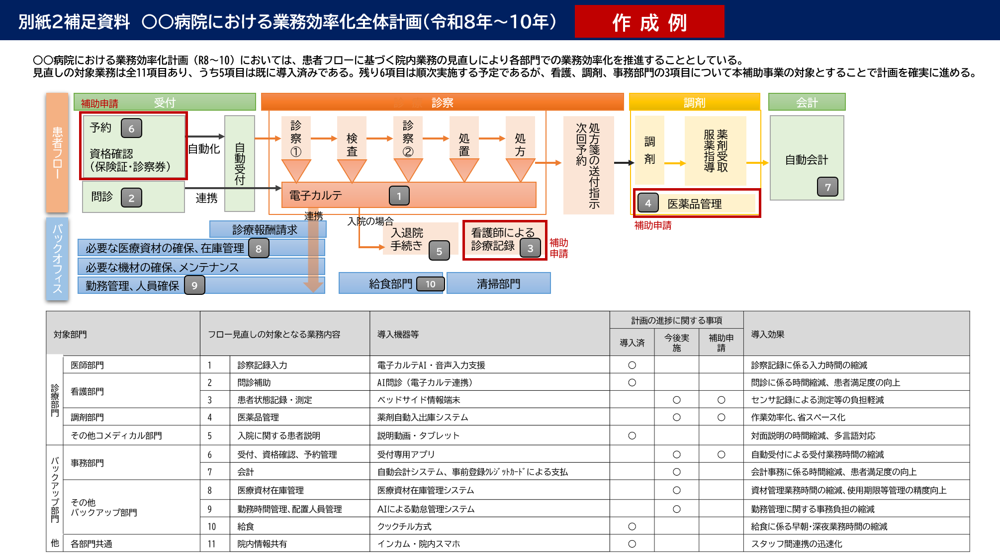 別紙2補足資料 〇〇病院における業務効率化全体計画(令和8年～10年)
作成例
〇〇病院における業務効率化計画（R8～10）においては、患者フローに基づく院内業務の見直しにより各部門での業務効率化を推進することとしている。
見直しの対象業務は全11項目あり、うち5項目は既に導入済みである。残り6項目は順次実施する予定であるが、看護、調剤、事務部門の3項目について本補助事業の対象とすることで計画を確実に進める。
患者フロー
補助申請 受付
診察
調剤
会計
予約 6
資格確認
(保険証・診察券)
問診 2
自動化
連携
自動受付
診察①
検査
診察②
処置
処方
電子カルテ 1
処方箋の送付指示
次回予約
調剤
薬剤受取
服薬指導
4 医薬品管理
補助申請
自動会計
7
バックオフィス
連携
入院の場合
診療報酬請求
必要な医療資材の確保、在庫管理 8
必要な機材の確保、メンテナンス
勤務管理、人員確保 9
入退院
手続き 5
看護師による
診療記録 3
補助
申請
給食部門 10
清掃部門
対象部門 フロー見直しの対象となる業務内容 導入機器等 計画の進捗に関する事項 導入効果
導入済 今後実施 補助申請
診療部門
医師部門 1 診察記録入力 電子カルテAI・音声入力支援 〇 診察記録に係る入力時間の縮減
看護部門 2 問診補助 AI問診（電子カルテ連携） 〇 問診に係る時間縮減、患者満足度の向上
3 患者状態記録・測定 ベッドサイド情報端末 〇 〇 センサ記録による測定等の負担軽減
調剤部門 4 医薬品管理 薬剤自動入出庫システム 〇 〇 作業効率化、省スペース化
その他コメディカル部門 5 入院に関する患者説明 説明動画・タブレット 〇 対面説明の時間縮減、多言語対応
バックアップ部門
事務部門 6 受付、資格確認、予約管理 受付専用アプリ 〇 〇 自動受付による受付業務時間の縮減
7 会計 自動会計システム、事前登録ｸﾚｼﾞｯﾄｶｰﾄﾞによる支払 〇 会計事務に係る時間縮減、患者満足度の向上
その他
バックアップ部門
8 医療資材在庫管理 医療資材在庫管理システム 〇 資材管理業務時間の縮減、使用期限等管理の精度向上
9 勤務時間管理、配置人員管理 AIによる勤怠管理システム 〇 勤務管理に関する事務負担の縮減
10 給食 クックチル方式 〇 給食に係る早朝・深夜業務時間の縮減
他 各部門共通 11 院内情報共有 インカム・院内スマホ 〇 スタッフ間連携の迅速化